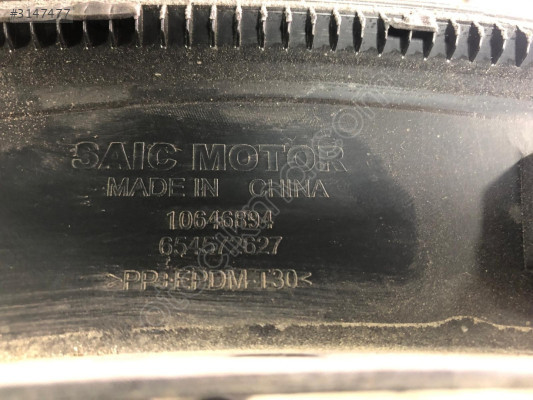 #3147477
SAIC MOTOR
MADE IN CHINA
10646894
>PP+EPDM-T30<